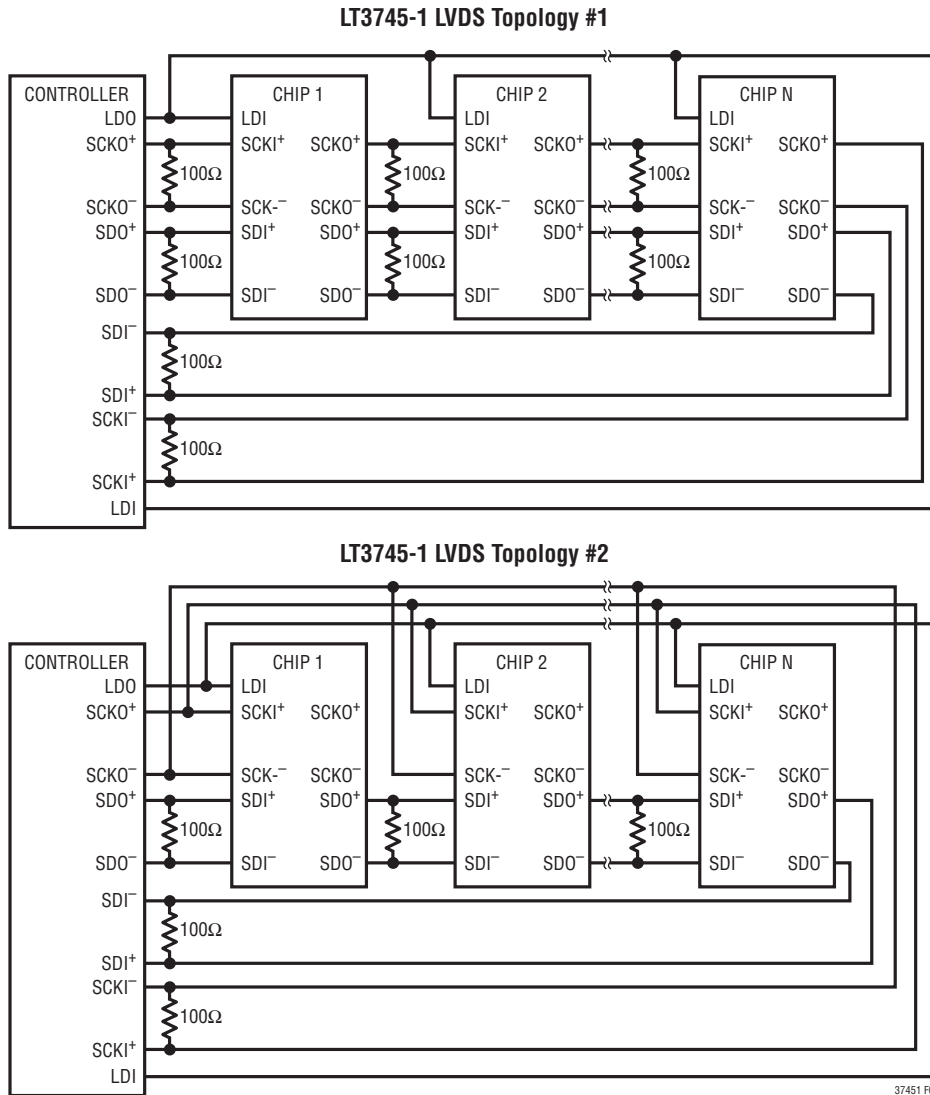 LT3745-1 LVDS Topology #1
CONTROLLER
LDO
SCKO+
SCKO–
SDO+
SDO–
SDI–
SDI+
SCKI–
SCKI+
LDI
100Ω
100Ω
100Ω
100Ω
CHIP 1
LDI
SCKI+ SCKO+
SCK-– SCKO–
SDI+ SDO+
SDI– SDO–
100Ω
100Ω
CHIP 2
LDI
SCKI+ SCKO+
SCK-– SCKO–
SDI+ SDO+
SDI– SDO–
100Ω
100Ω
CHIP N
LDI
SCKI+ SCKO+
SCK-– SCKO–
SDI+ SDO+
SDI– SDO–
LT3745-1 LVDS Topology #2
CONTROLLER
LDO
SCKO+
SCKO–
SDO+
SDO–
SDI–
SDI+
SCKI–
SCKI+
LDI
100Ω
100Ω
100Ω
CHIP 1
LDI
SCKI+ SCKO+
SCK-– SCKO–
SDI+ SDO+
SDI– SDO–
100Ω
CHIP 2
LDI
SCKI+ SCKO+
SCK-– SCKO–
SDI+ SDO+
SDI– SDO–
100Ω
CHIP N
LDI
SCKI+ SCKO+
SCK-– SCKO–
SDI+ SDO+
SDI– SDO–
37451